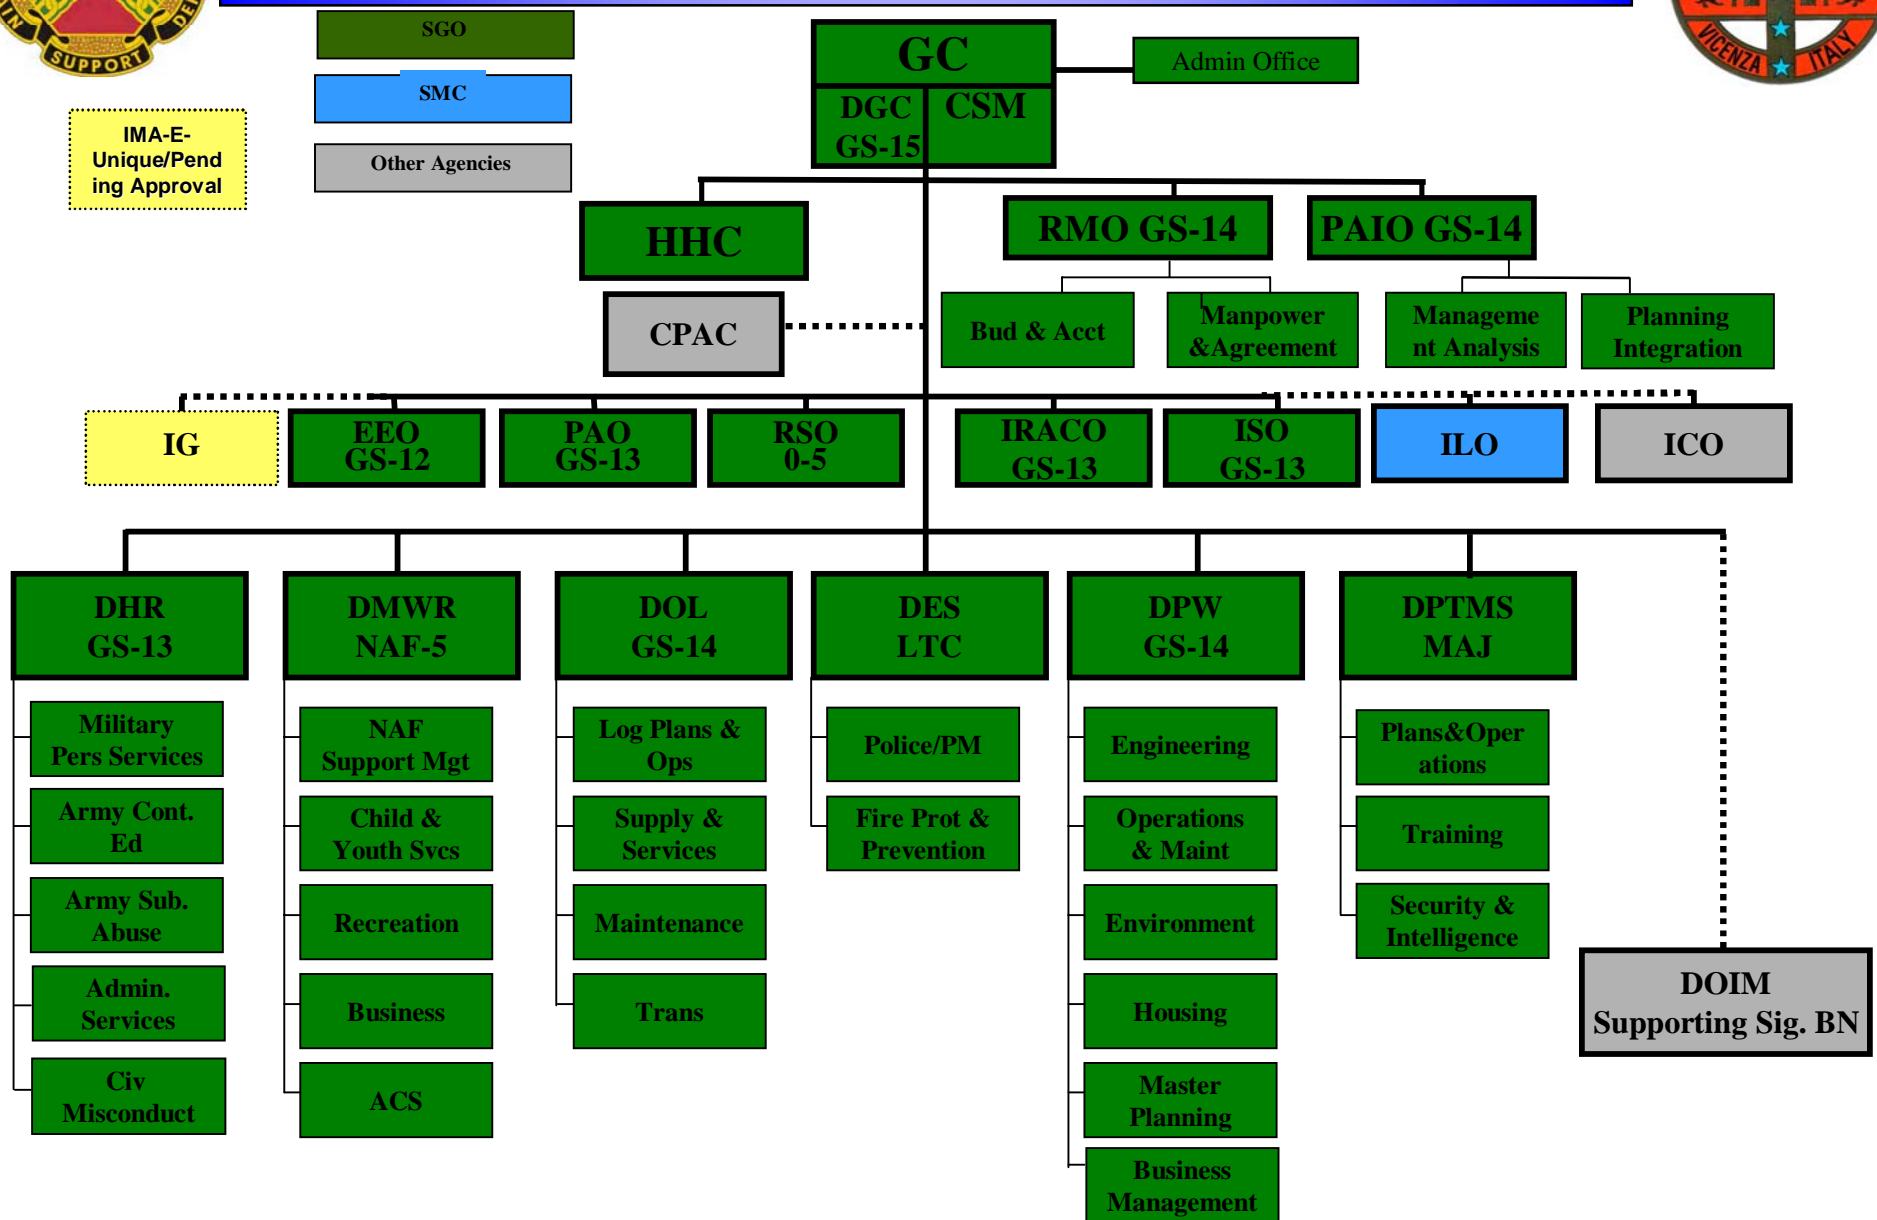 IN
SUPPORT
DE
VICENZA
ITALY
SGO
SMC
Other Agencies
IMA-E-
Unique/Pend
ing Approval
GC
DGC
GS-15
CSM
Admin Office
HHC
RMO GS-14
PAIO GS-14
CPAC
Bud & Acct
Manpower
&Agreement
Manageme
nt Analysis
Planning
Integration
IG
EEO
GS-12
PAO
GS-13
RSO
0-5
IRACO
GS-13
ISO
GS-13
ILO
ICO
DHR
GS-13
DMWR
NAF-5
DOL
GS-14
DES
LTC
DPW
GS-14
DPTMS
MAJ
Military
Pers Services
Army Cont.
Ed
Army Sub.
Abuse
Admin.
Services
Civ
Misconduct
NAF
Support Mgt
Child &
Youth Svcs
Recreation
Business
ACS
Log Plans &
Ops
Supply &
Services
Maintenance
Trans
Police/PM
Fire Prot &
Prevention
Engineering
Operations
& Maint
Environment
Housing
Master
Planning
Business
Management
Plans&Oper
ations
Training
Security &
Intelligence
DOIM
Supporting Sig. BN